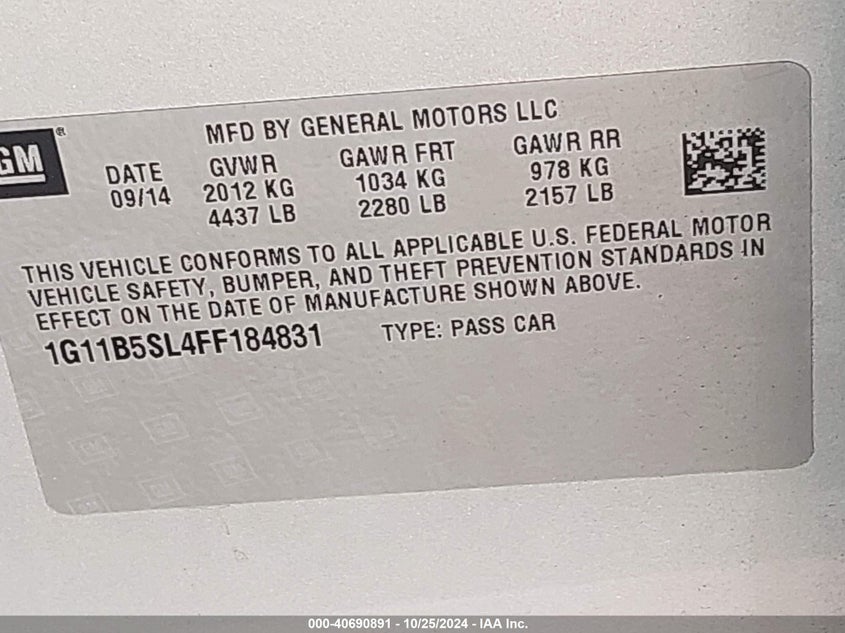 GM®
MFD BY GENERAL MOTORS LLC
DATE GVWR GAWR FRT GAWR RR
09/14 2012 KG 1034 KG 978 KG
4437 LB 2280 LB 2157 LB
THIS VEHICLE CONFORMS TO ALL APPLICABLE U.S. FEDERAL MOTOR
VEHICLE SAFETY, BUMPER, AND THEFT PREVENTION STANDARDS IN
EFFECT ON THE DATE OF MANUFACTURE SHOWN ABOVE.
1G11B5SL4FF184831 TYPE: PASS CAR
000-40690891 - 10/25/2024 - IAA Inc.